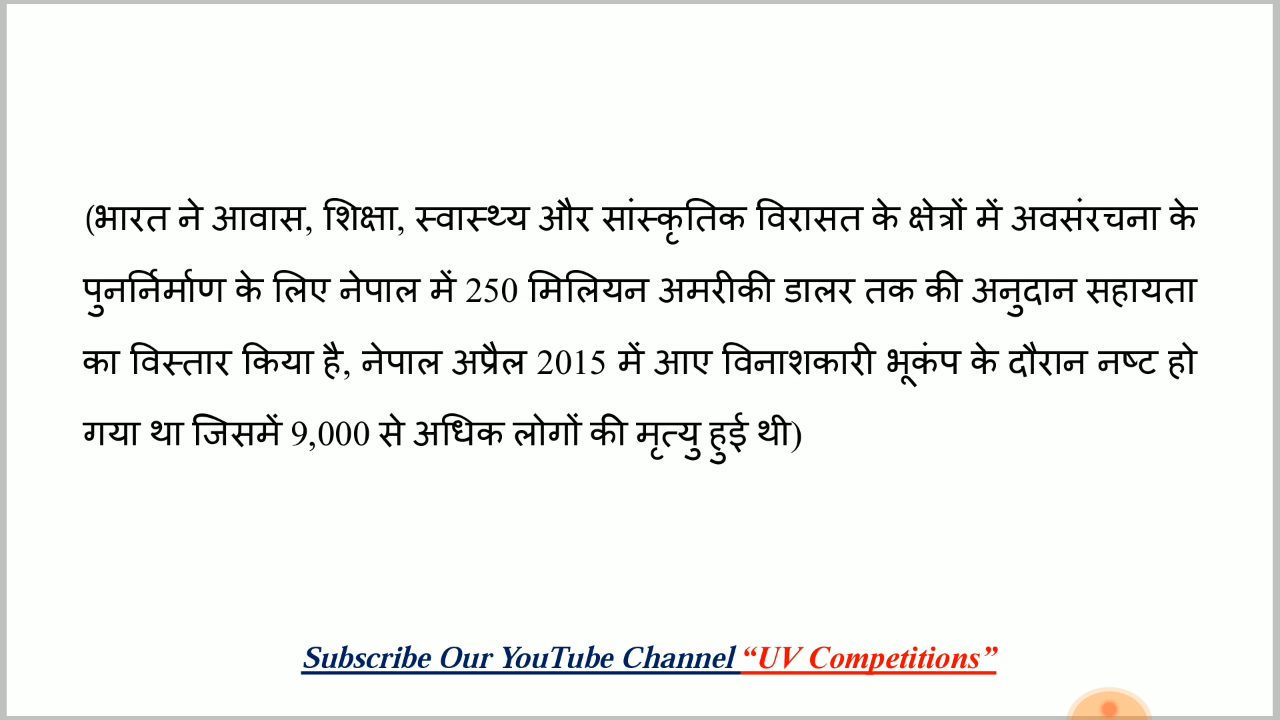 (भारत ने आवास, शिक्षा, स्वास्थ्य और सांस्कृतिक विरासत के क्षेत्रों में अवसंरचना के
पुनर्निर्माण के लिए नेपाल में 250 मिलियन अमरीकी डालर तक की अनुदान सहायता
का विस्तार किया है, नेपाल अप्रैल 2015 में आए विनाशकारी भूकंप के दौरान नष्ट हो
गया था जिसमें 9,000 से अधिक लोगों की मृत्यु हुई थी)
Subscribe Our YouTube Channel “UV Competitions”